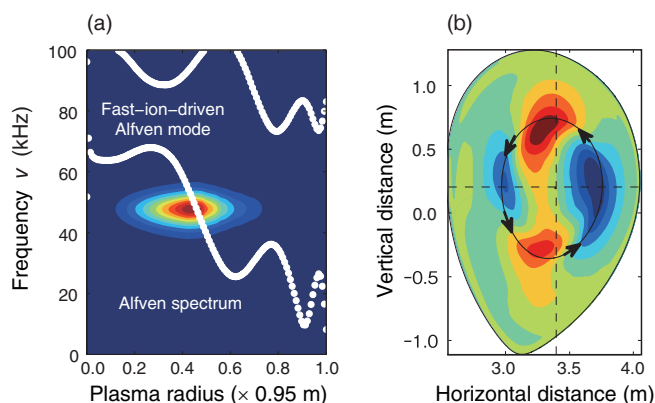 (a)
(b)
Frequency ν (kHz)
100
80
60
40
20
0
Fast-ion-driven
Alfven mode
Alfven spectrum
0.0 0.2 0.4 0.6 0.8 1.0
Plasma radius (× 0.95 m)
Vertical distance (m)
1.0
0.5
0.0
−0.5
−1.0
3.0 3.5 4.0
Horizontal distance (m)